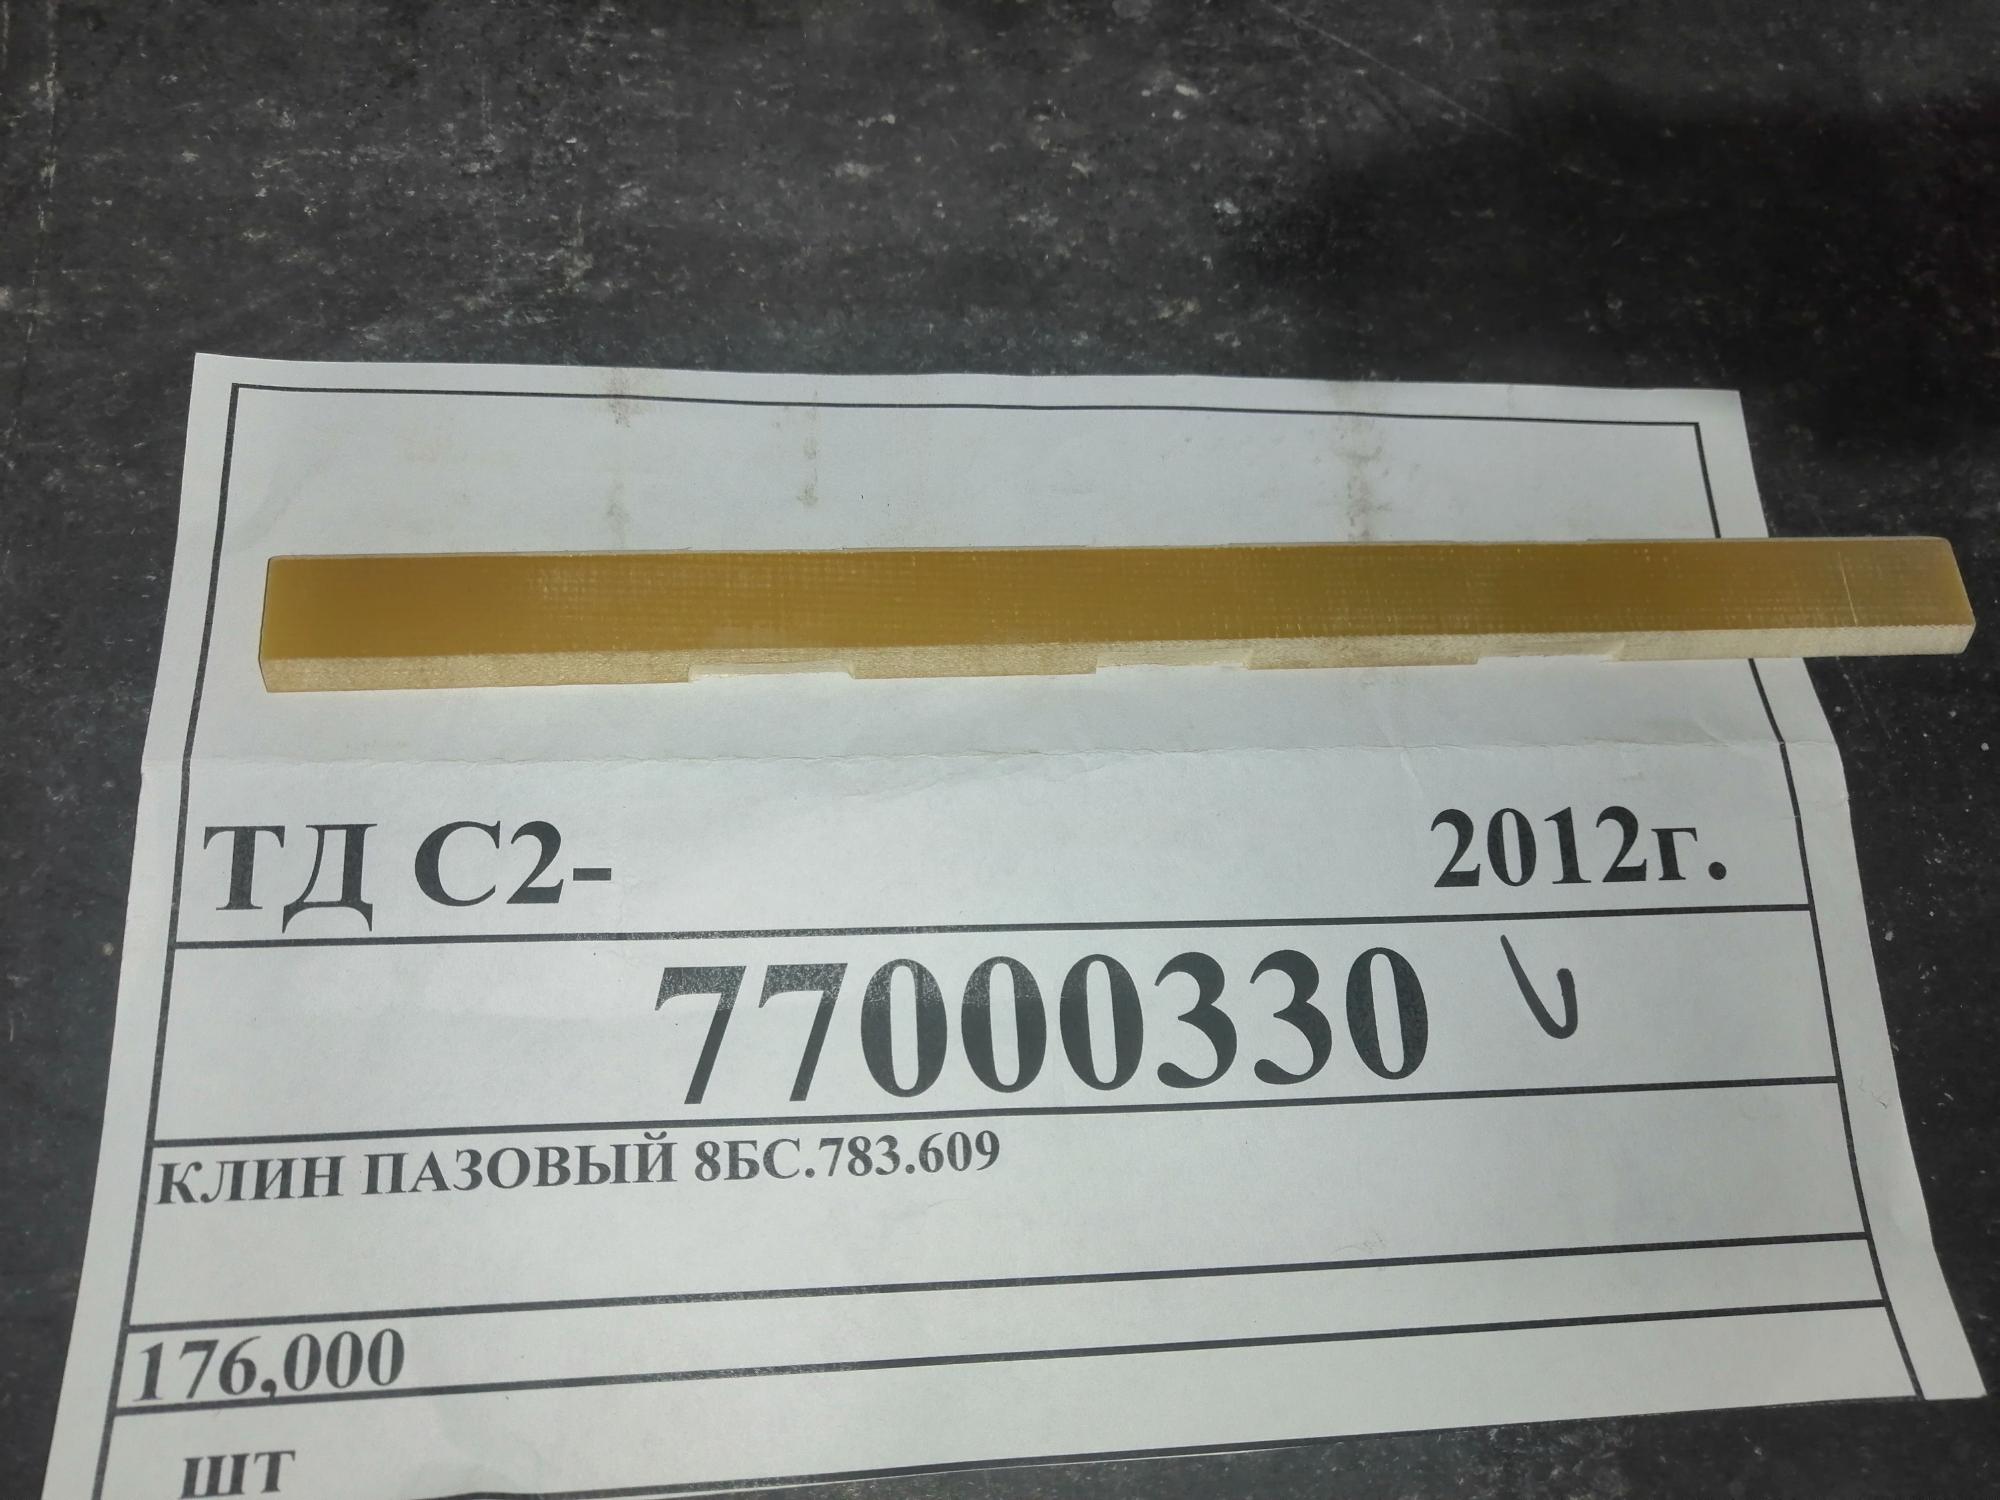 ТД С2- 2012г.
77000330
КЛИН ПАЗОВЫЙ 8БС.783.609
176,000
шт